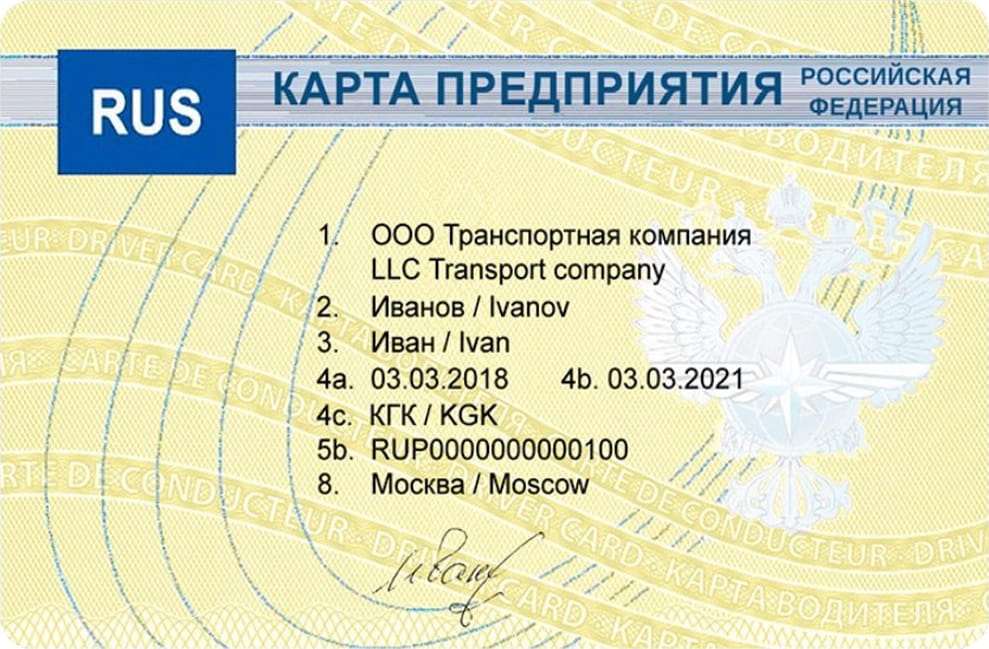 RUS
КАРТА ПРЕДПРИЯТИЯ
РОССИЙСКАЯ
ФЕДЕРАЦИЯ
1. ООО Транспортная компания
LLC Transport company
2. Иванов / Ivanov
3. Иван / Ivan
4a. 03.03.2018 4b. 03.03.2021
4c. КГК / KGK
5b. RUP0000000000100
8. Москва / Moscow